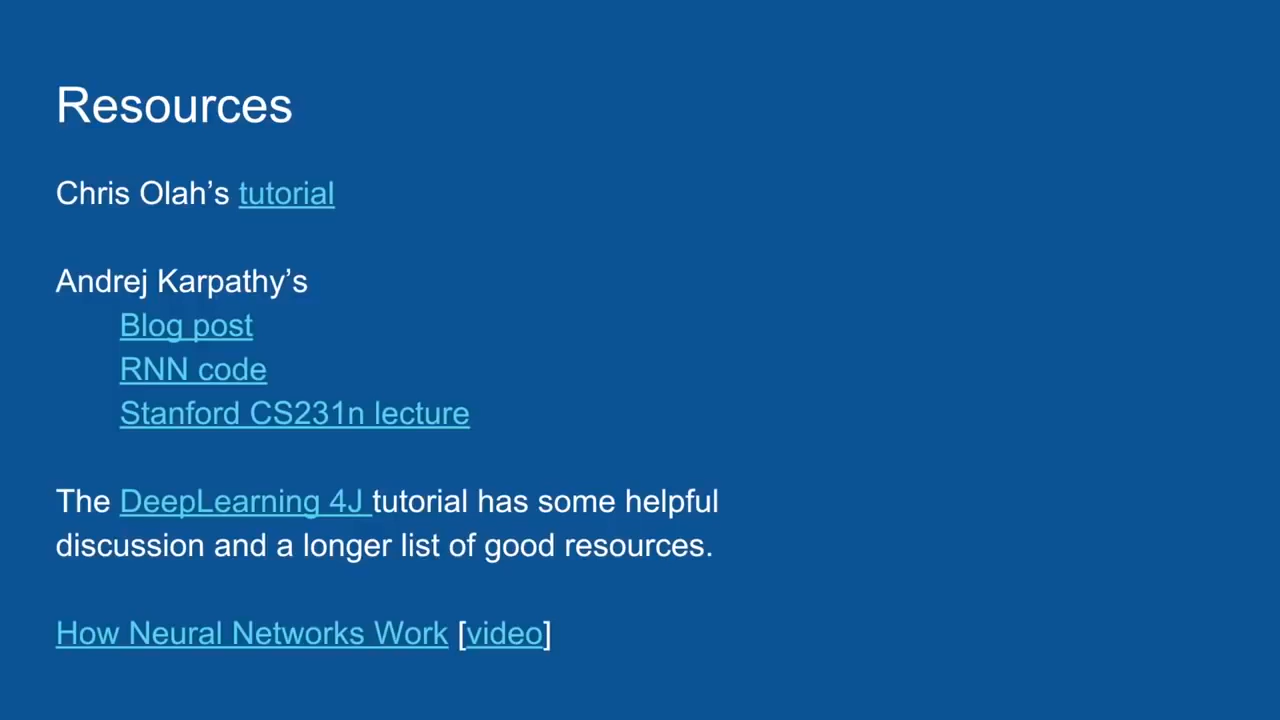 Resources
Chris Olah’s tutorial
Andrej Karpathy’s
Blog post
RNN code
Stanford CS231n lecture
The DeepLearning 4J tutorial has some helpful
discussion and a longer list of good resources.
How Neural Networks Work [video]